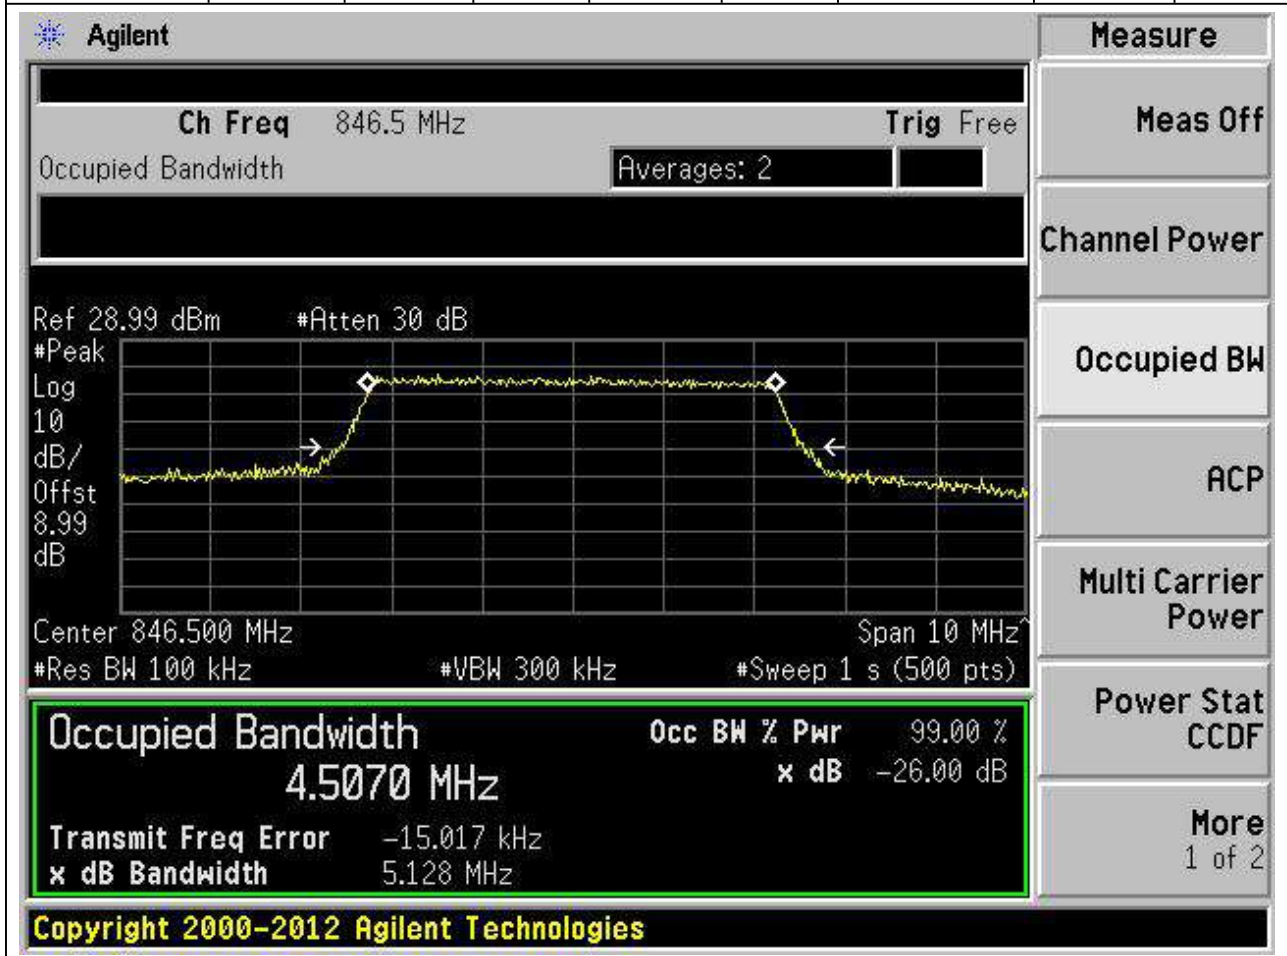 Agilent
Measure
Ch Freq 846.5 MHz Trig Free
Occupied Bandwidth Averages: 2
Meas Off
Channel Power
Occupied BW
ACP
Multi Carrier
Power
Power Stat
CCDF
More
1 of 2
Ref 28.99 dBm #Atten 30 dB
#Peak
Log
10
dB/
Offst
8.99
dB
Center 846.500 MHz Span 10 MHz^
#Res BW 100 kHz #VBW 300 kHz #Sweep 1 s (500 pts)
Occupied Bandwidth Occ BW % Pwr 99.00 %
4.5070 MHz x dB -26.00 dB
Transmit Freq Error -15.017 kHz
x dB Bandwidth 5.128 MHz
Copyright 2000-2012 Agilent Technologies